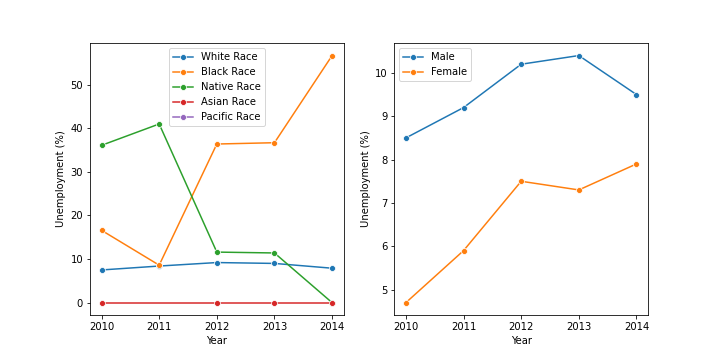 White Race
Black Race
Native Race
Asian Race
Pacific Race
50
40
30
20
10
0
Unemployment (%)
2010 2011 2012 2013 2014
Year
Male
Female
10
9
8
7
6
5
Unemployment (%)
2010 2011 2012 2013 2014
Year